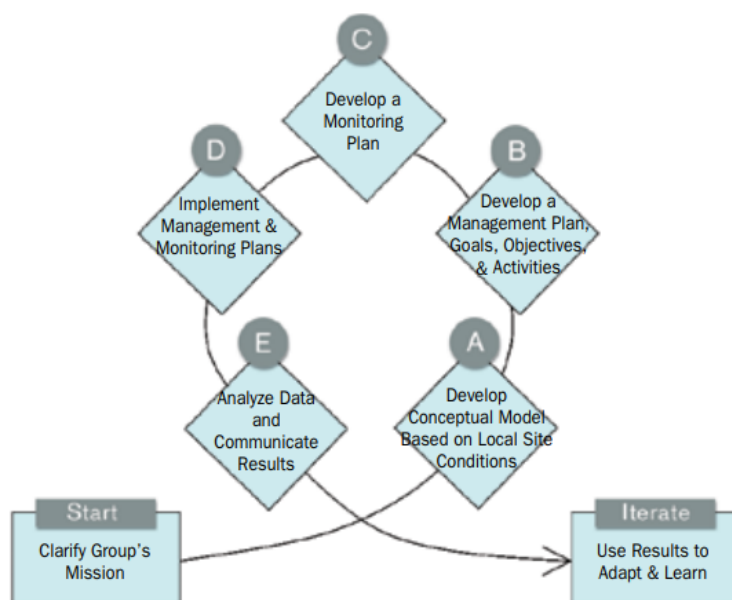 C
Develop a
Monitoring
Plan
D
Implement
Management &
Monitoring Plans
B
Develop a
Management Plan,
Goals, Objectives,
& Activities
E
Analyze Data
and
Communicate
Results
A
Develop
Conceptual Model
Based on Local Site
Conditions
Start
Clarify Group's
Mission
Iterate
Use Results to
Adapt & Learn